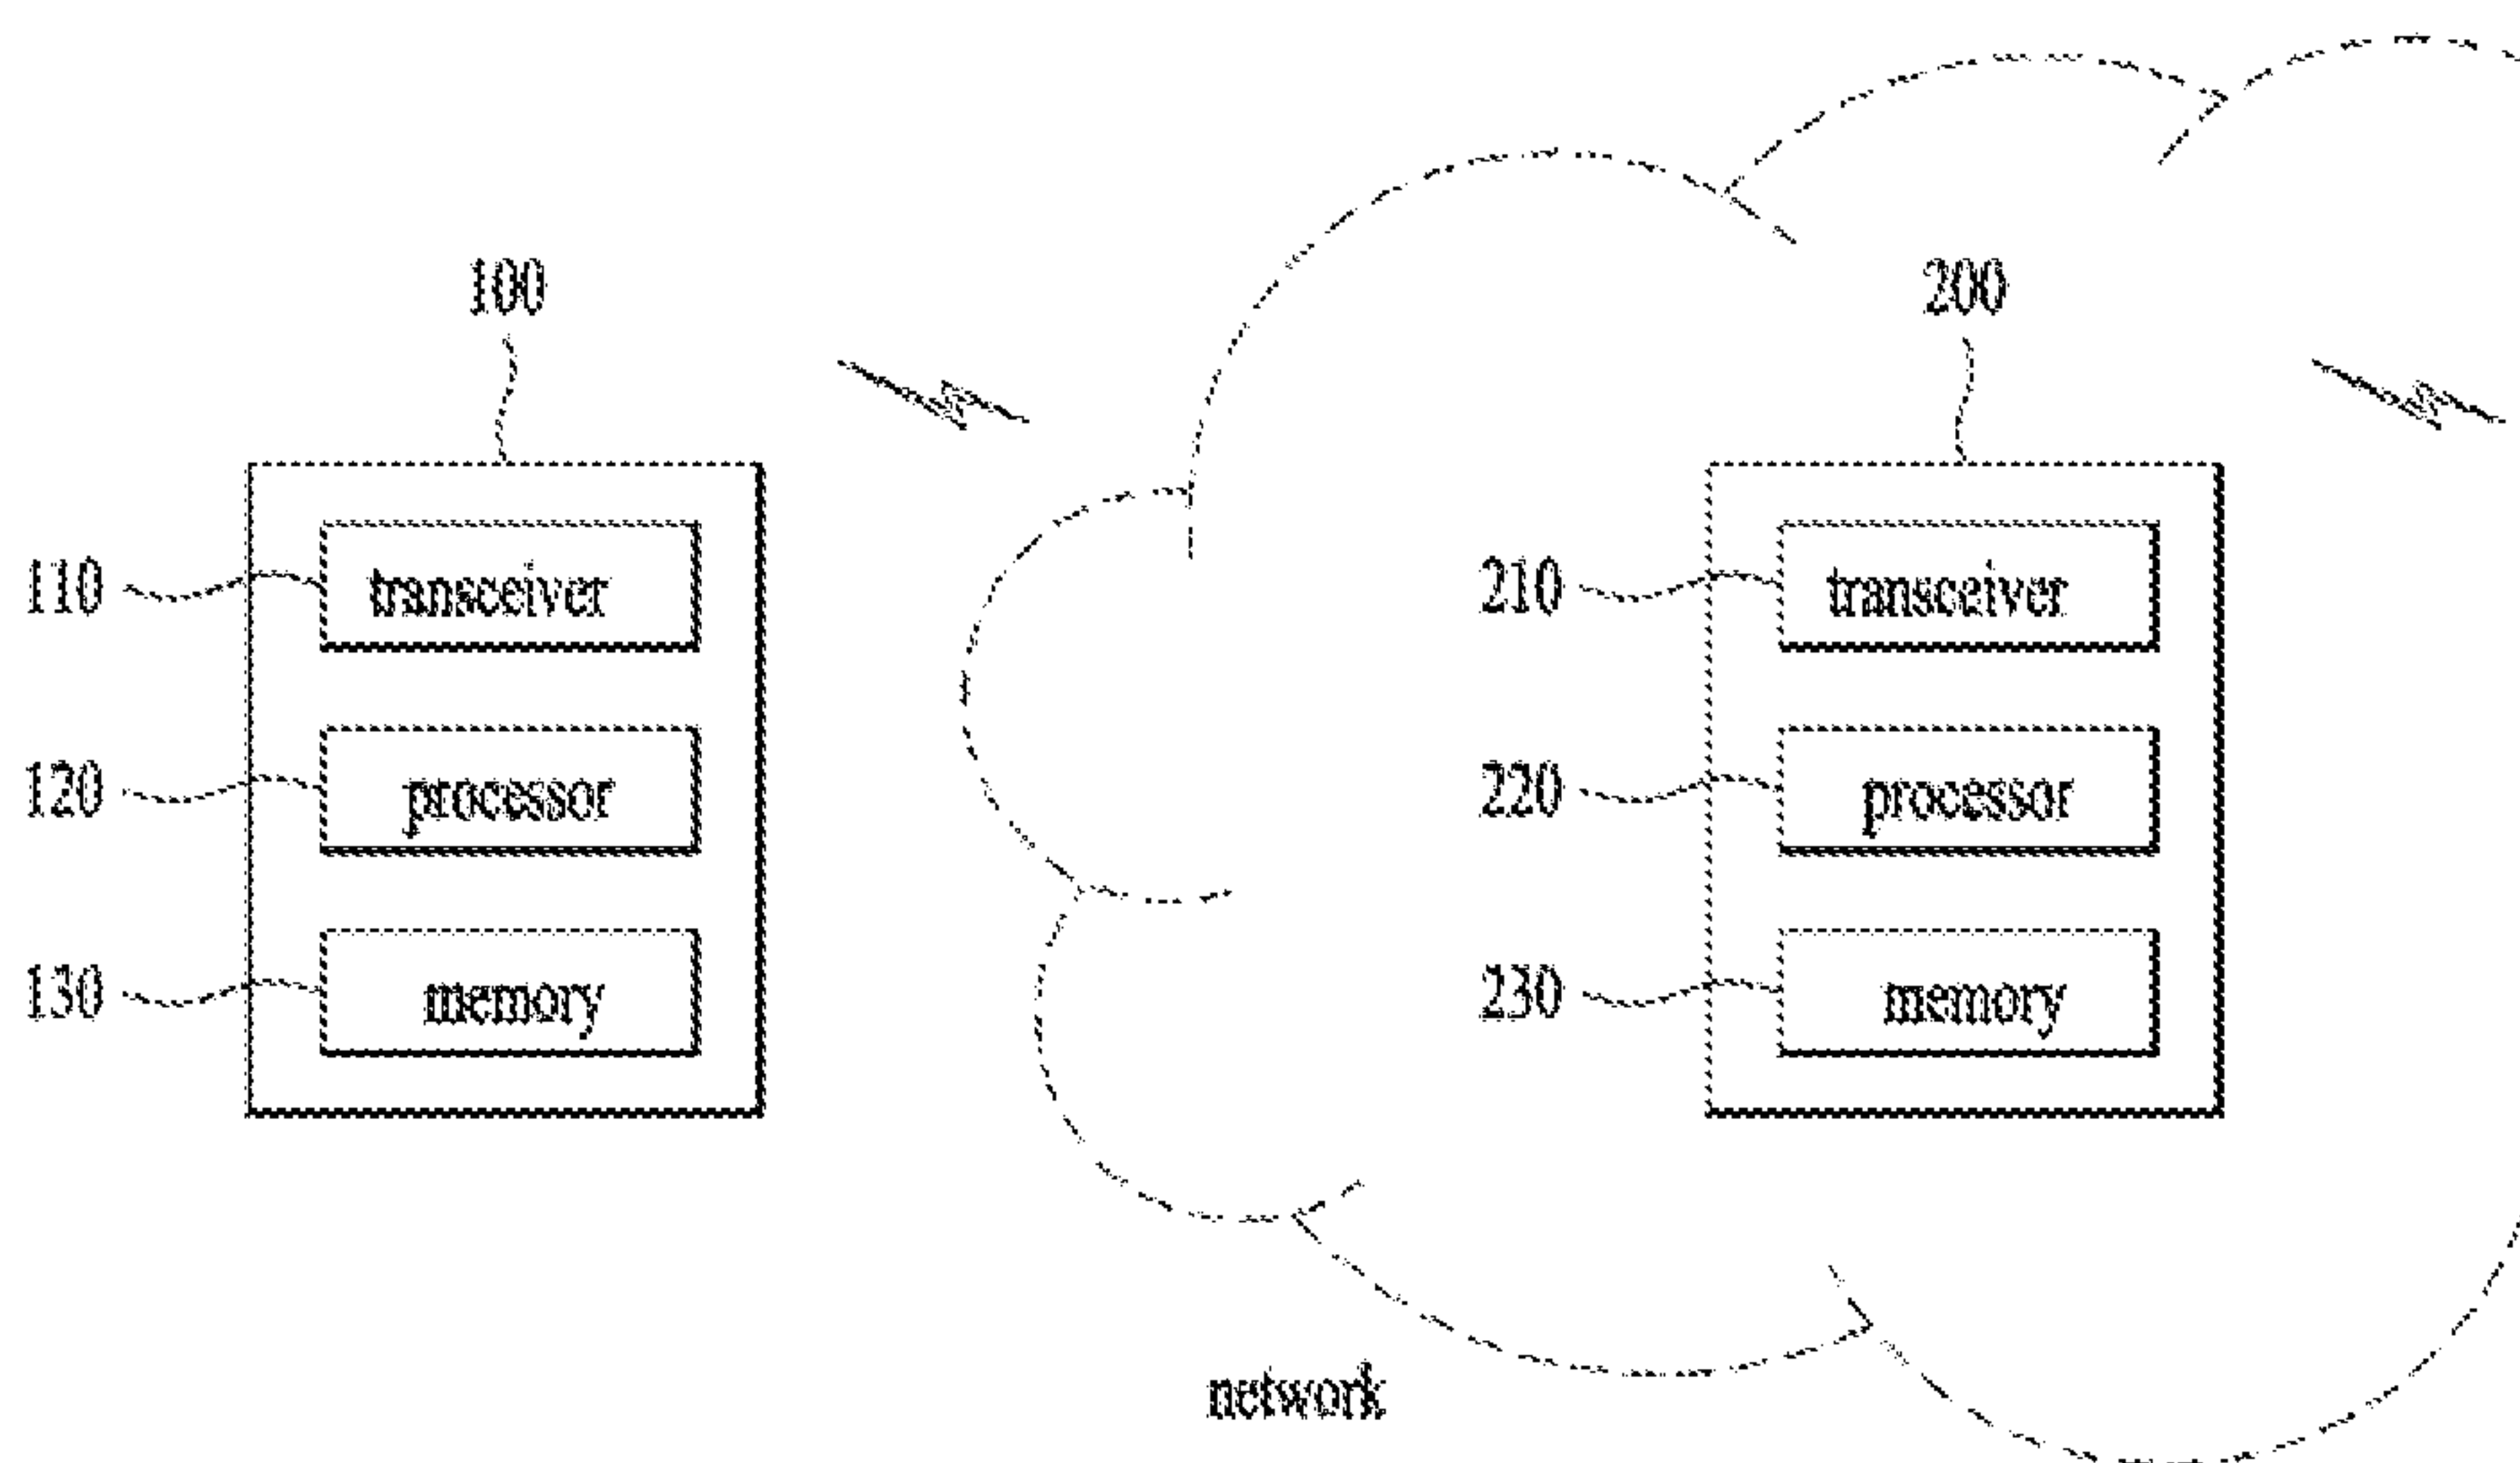 100
200
110 transceiver
210 transceiver
120 processor
220 processor
130 memory
230 memory
network